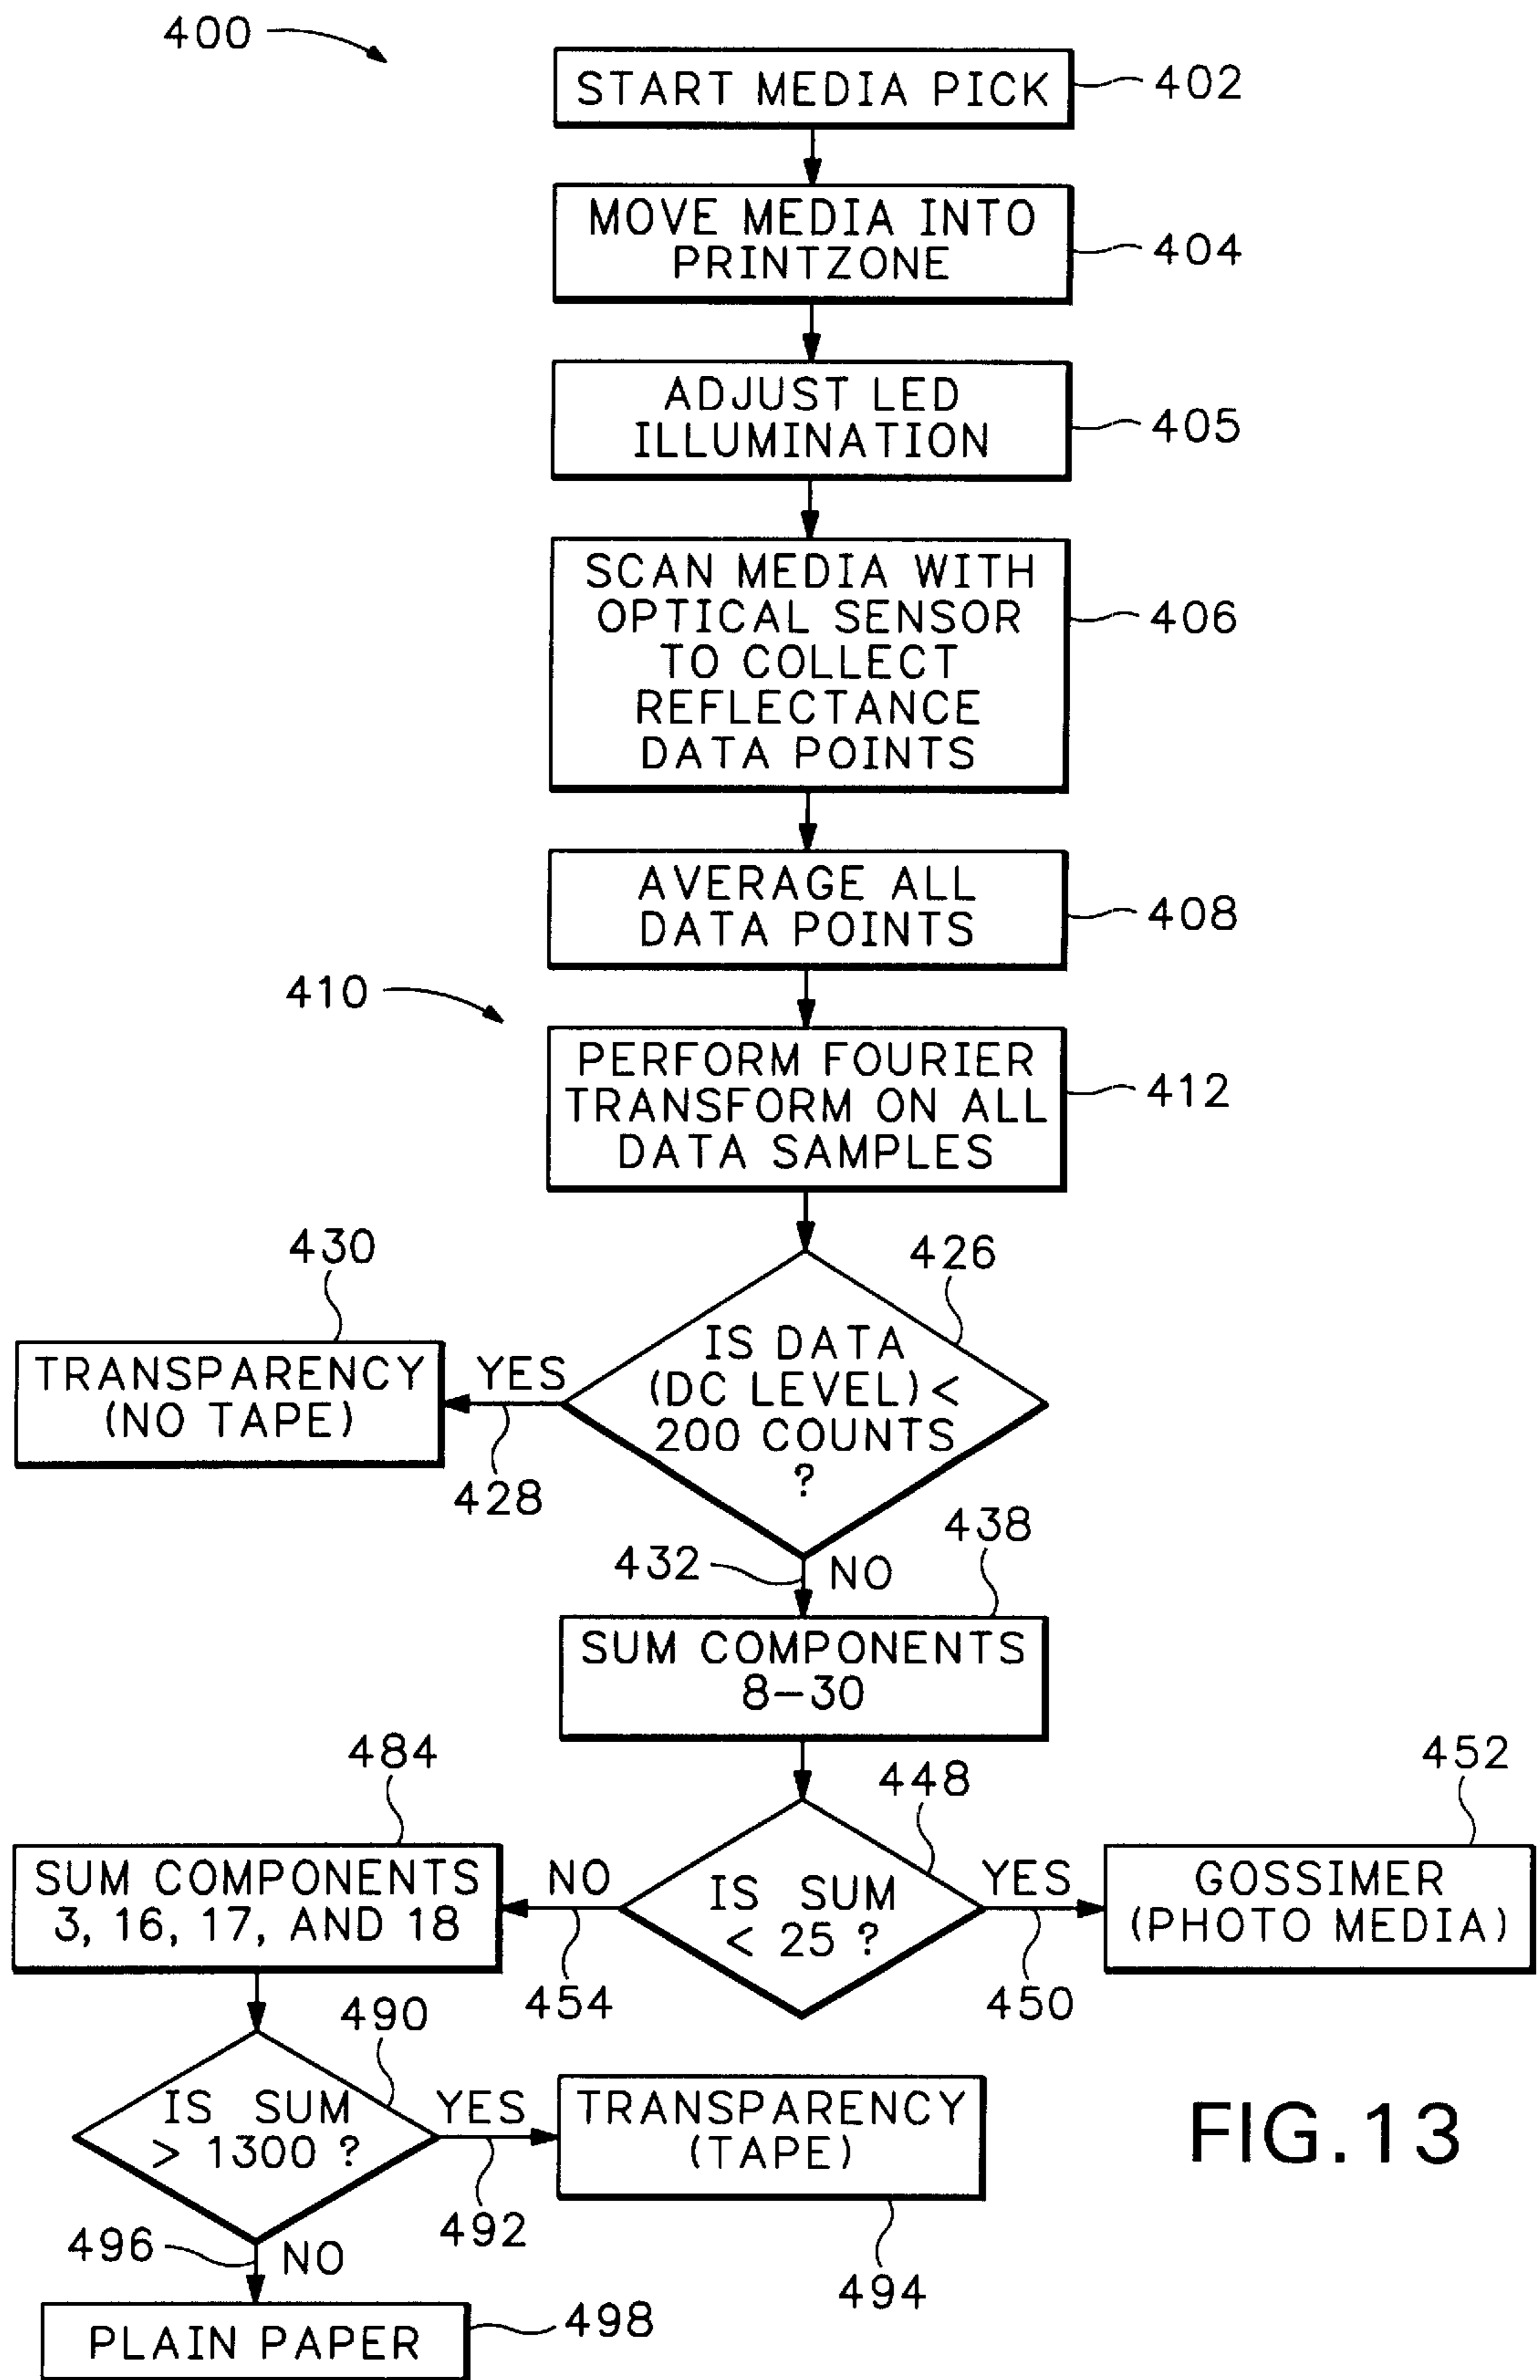 400
START MEDIA PICK
402
MOVE MEDIA INTO
PRINTZONE
404
ADJUST LED
ILLUMINATION
405
SCAN MEDIA WITH
OPTICAL SENSOR
TO COLLECT
REFLECTANCE
DATA POINTS
406
AVERAGE ALL
DATA POINTS
408
410
PERFORM FOURIER
TRANSFORM ON ALL
DATA SAMPLES
412
426
IS DATA
(DC LEVEL) <
200 COUNTS
?
YES
428
430
TRANSPARENCY
(NO TAPE)
432
NO
438
SUM COMPONENTS
8-30
448
IS SUM
< 25 ?
YES
450
452
GOSSIMER
(PHOTO MEDIA)
NO
454
484
SUM COMPONENTS
3, 16, 17, AND 18
490
IS SUM
> 1300 ?
YES
492
TRANSPARENCY
(TAPE)
494
496
NO
PLAIN PAPER
498
FIG.13